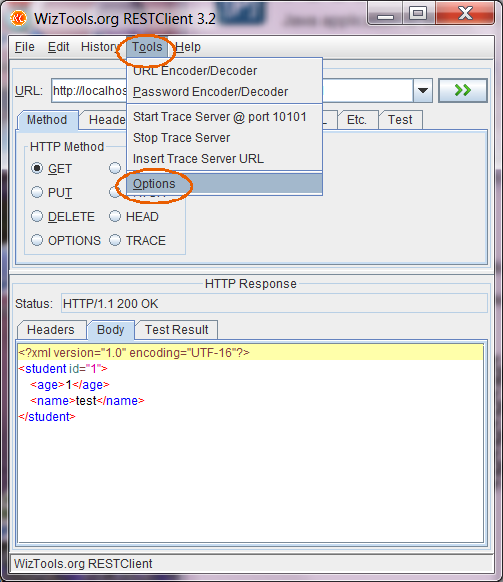 WizTools.org RESTClient 3.2
File Edit History Tools Help
URL Encoder/Decoder
URL: http://localhos
Password Encoder/Decoder
Start Trace Server @ port 10101
Method Heade L Etc. Test
Stop Trace Server
HTTP Method
Insert Trace Server URL
GET
Options
PUT
DELETE HEAD
OPTIONS TRACE
HTTP Response
Status: HTTP/1.1 200 OK
Headers Body Test Result
<?xml version="1.0" encoding="UTF-16"?>
<student id="1">
<age>1</age>
<name>test</name>
</student>
WizTools.org RESTClient